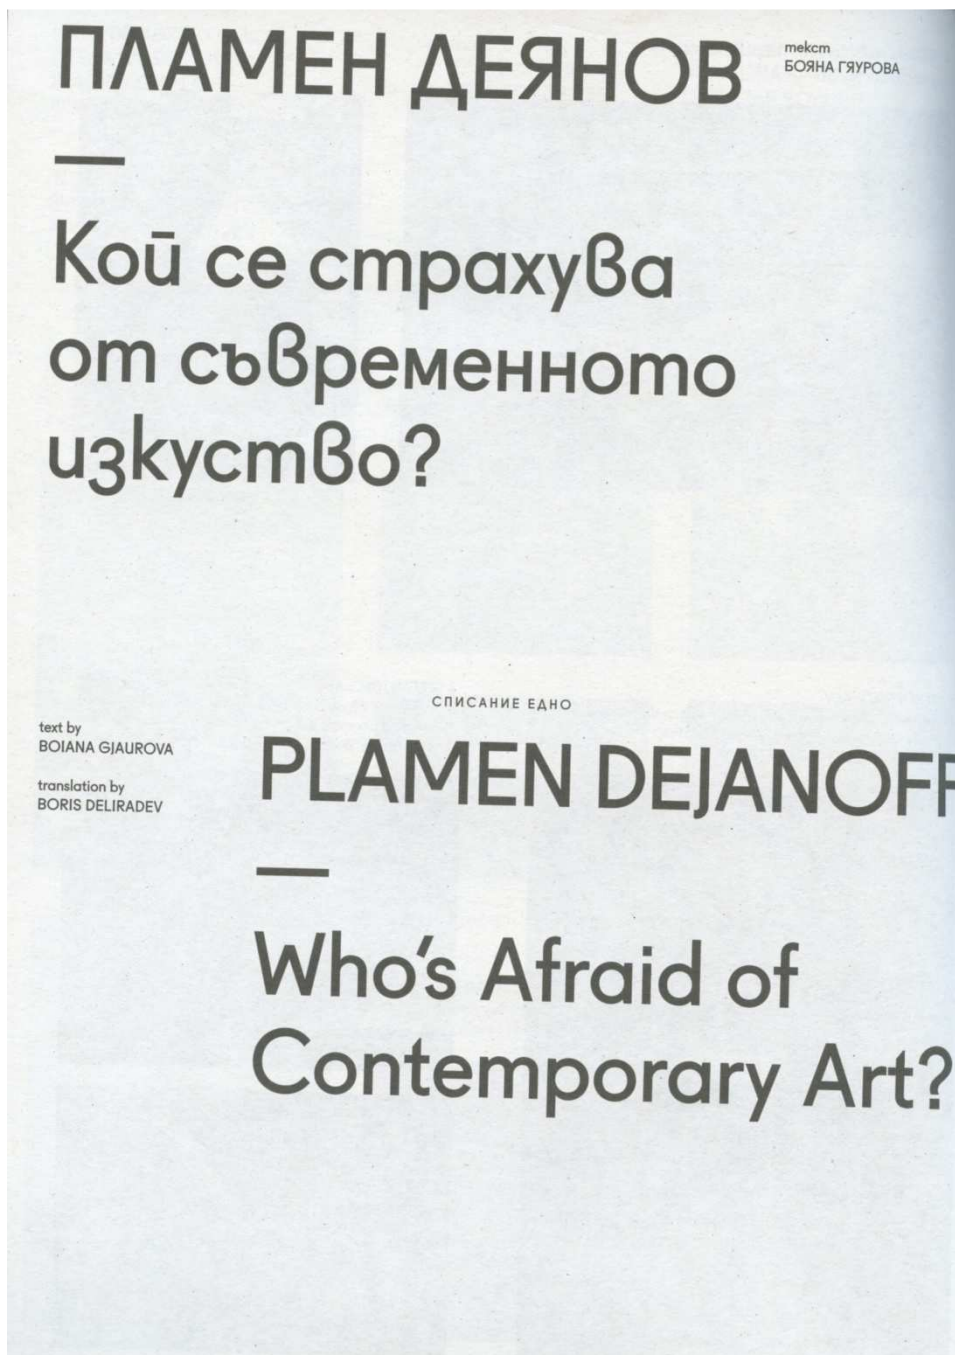 ПЛАМЕН ДЕЯНОВ
текст
БОЯНА ГЯУРОВА
—
Кой се страхува
от съвременното
изкуство?
СПИСАНИЕ ЕДНО
text by
BOIANA GJAUROVA
translation by
BORIS DELIRADEV
PLAMEN DEJANOFF
—
Who's Afraid of
Contemporary Art?